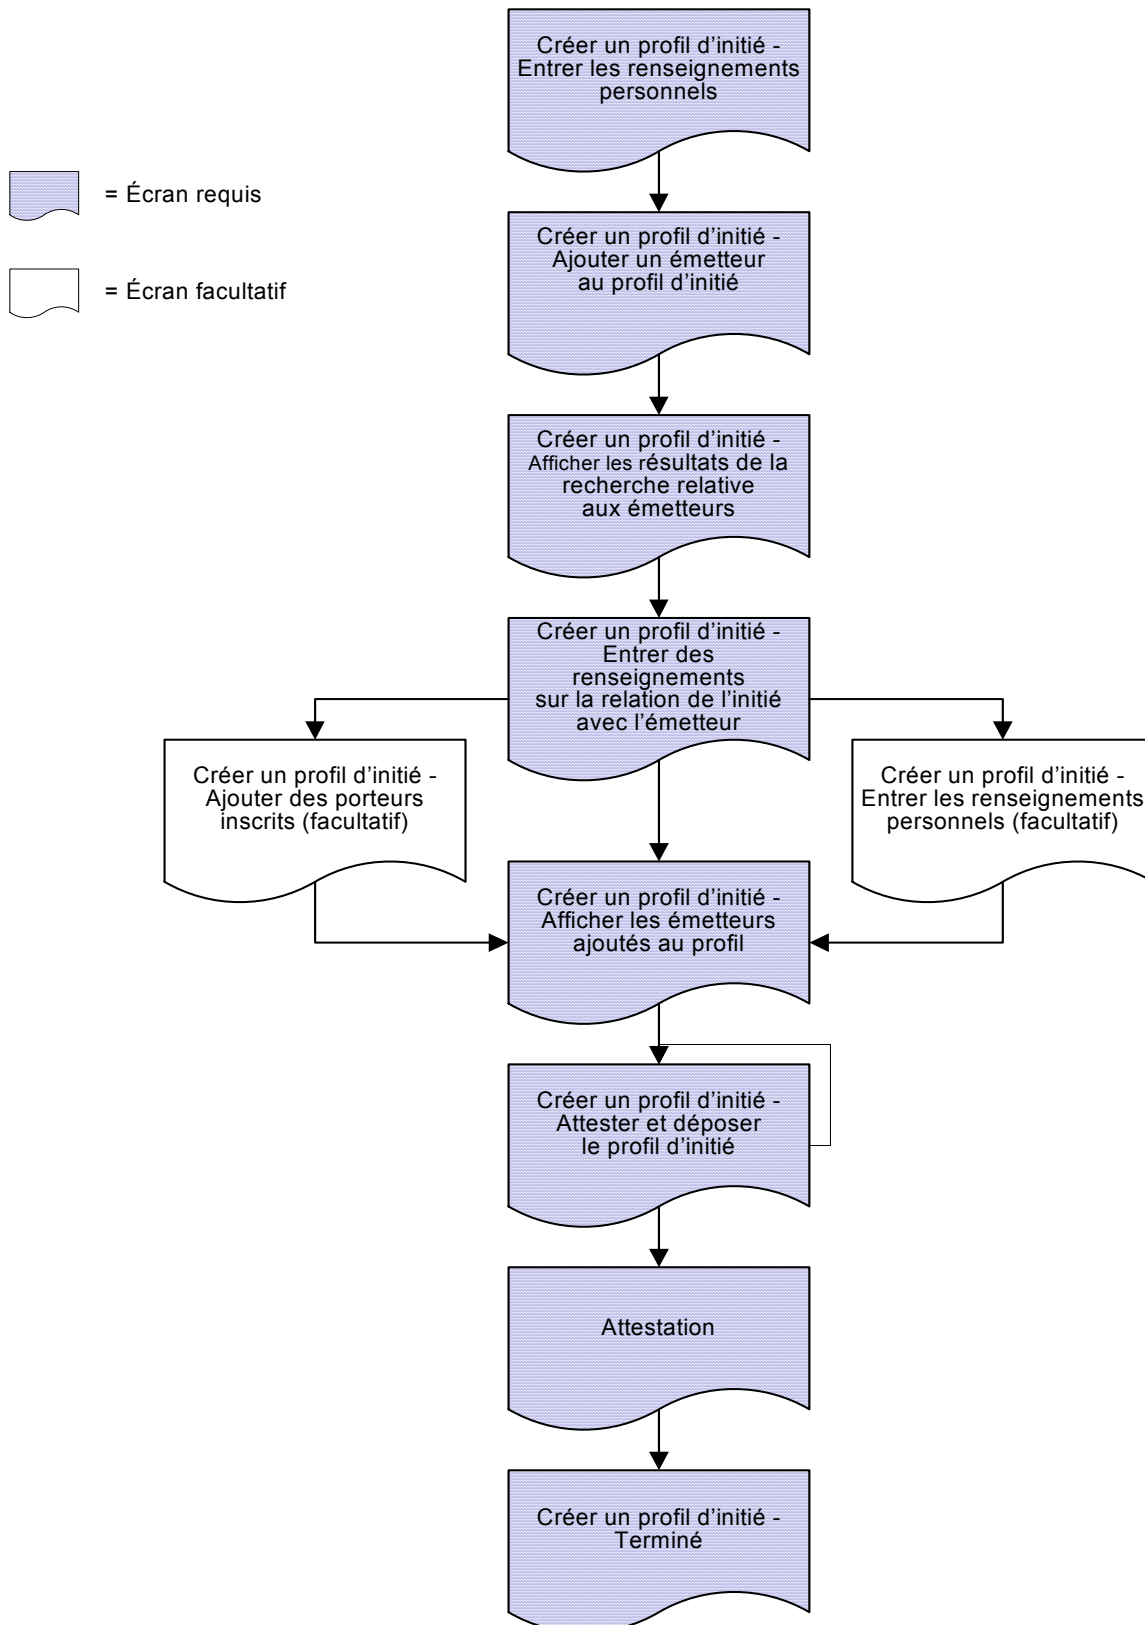 Créer un profil d'initié -
Entrer les renseignements
personnels
= Écran requis
= Écran facultatif
Créer un profil d'initié -
Ajouter un émetteur
au profil d'initié
Créer un profil d'initié -
Afficher les résultats de la
recherche relative
aux émetteurs
Créer un profil d'initié -
Entrer des
renseignements
sur la relation de l'initié
avec l'émetteur
Créer un profil d'initié -
Ajouter des porteurs
inscrits (facultatif)
Créer un profil d'initié -
Entrer les renseignements
personnels (facultatif)
Créer un profil d'initié -
Afficher les émetteurs
ajoutés au profil
Créer un profil d'initié -
Attester et déposer
le profil d'initié
Attestation
Créer un profil d'initié -
Terminé